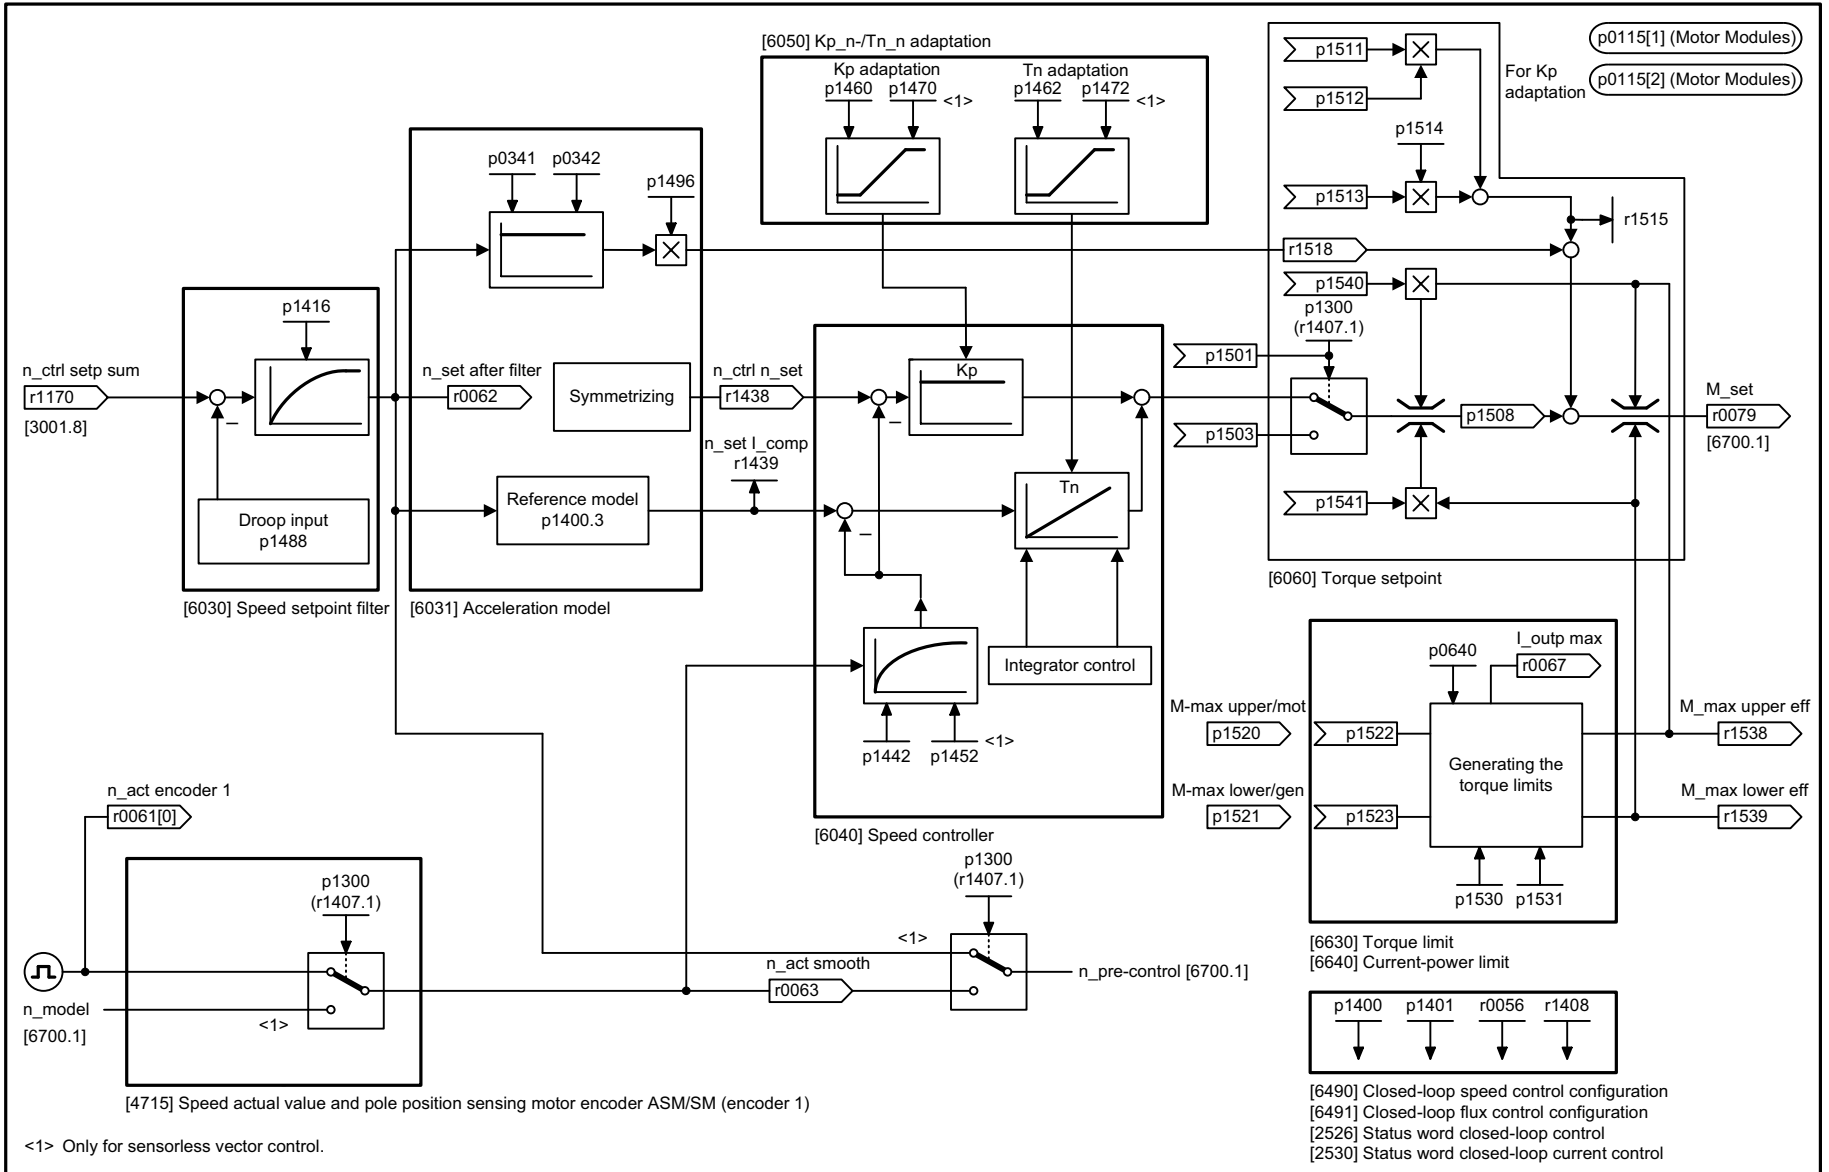 [6050] Kp_n-/Tn_n adaptation
Kp adaptation
p1460
p1470
<1>
Tn adaptation
p1462
p1472
<1>
p1511
p1512
For Kp
adaptation
p0115[1] (Motor Modules)
p0115[2] (Motor Modules)
p1514
p1513
r1515
r1518
p1540
p1300
(r1407.1)
p1501
p1503
p1508
M_set
r0079
[6700.1]
p1541
[6060] Torque setpoint
p0341
p0342
p1496
p1416
n_ctrl setp sum
r1170
[3001.8]
–
Droop input
p1488
[6030] Speed setpoint filter
n_set after filter
r0062
Symmetrizing
n_ctrl n_set
r1438
n_set I_comp
r1439
Reference model
p1400.3
[6031] Acceleration model
Kp
–
Tn
–
Integrator control
p1442
p1452
<1>
[6040] Speed controller
I_outp max
r0067
p0640
M-max upper/mot
p1520
p1522
M-max lower/gen
p1521
p1523
Generating the
torque limits
M_max upper eff
r1538
M_max lower eff
r1539
p1530
p1531
[6630] Torque limit
[6640] Current-power limit
n_act encoder 1
r0061[0]
p1300
(r1407.1)
n_model
[6700.1]
<1>
n_act smooth
r0063
p1300
(r1407.1)
<1>
n_pre-control [6700.1]
[4715] Speed actual value and pole position sensing motor encoder ASM/SM (encoder 1)
p1400
p1401
r0056
r1408
[6490] Closed-loop speed control configuration
[6491] Closed-loop flux control configuration
[2526] Status word closed-loop control
[2530] Status word closed-loop current control
<1> Only for sensorless vector control.